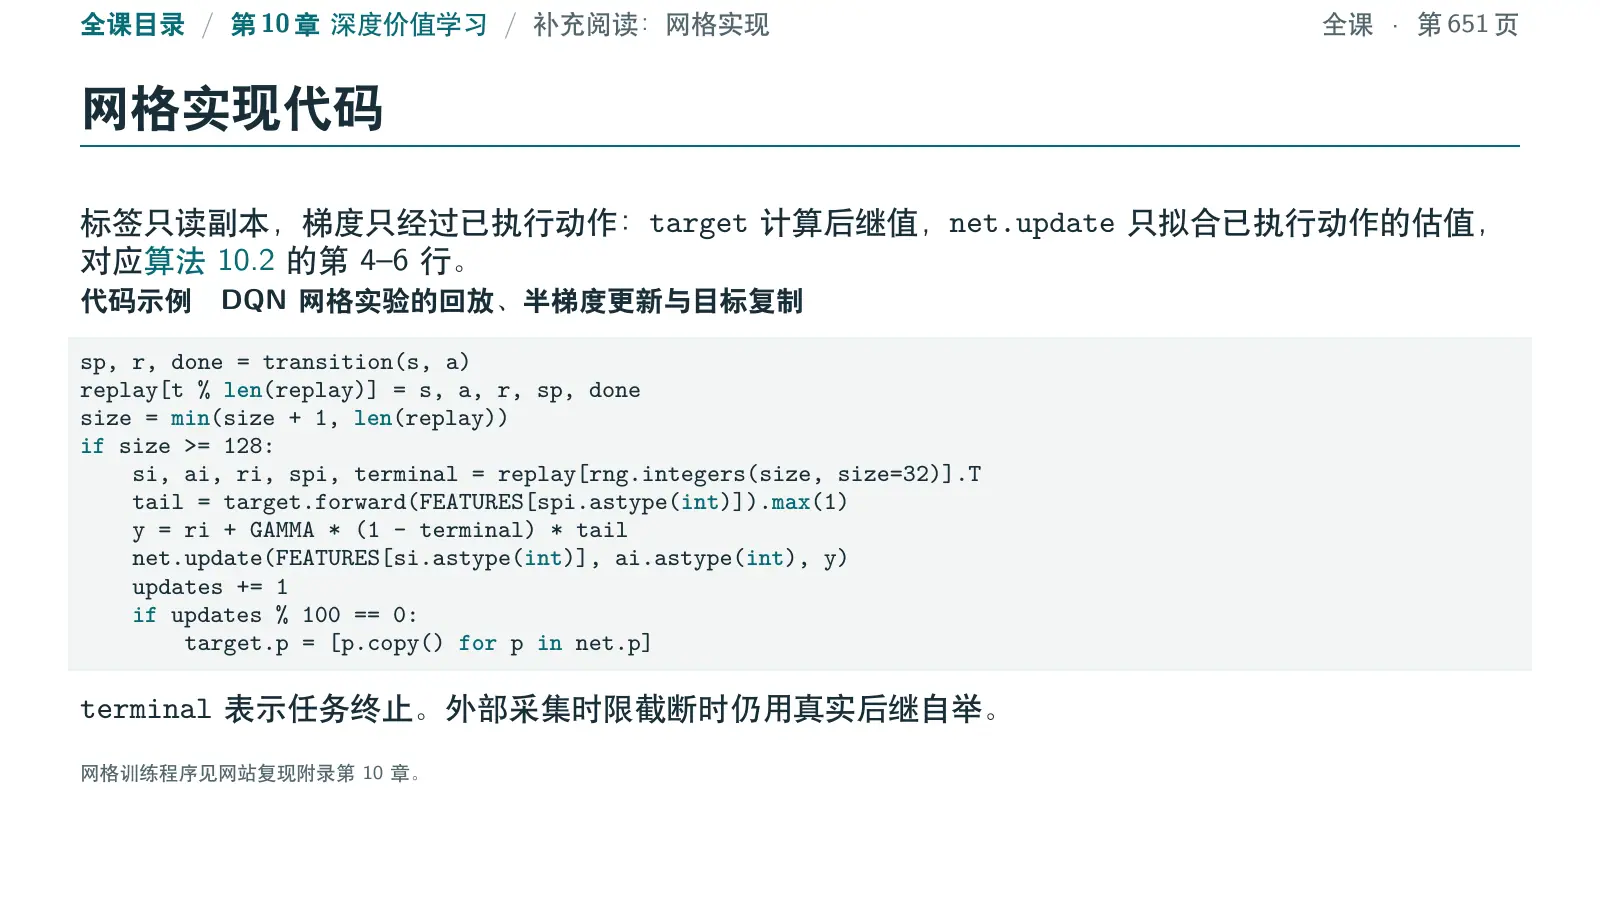 全课目录 / 第 10 章 深度价值学习 / 补充阅读：网格实现
全课 · 第 651 页
网格实现代码
标签只读副本，梯度只经过已执行动作：target 计算后继值，net.update 只拟合已执行动作的估值，
对应算法 10.2 的第 4–6 行。
代码示例 DQN 网格实验的回放、半梯度更新与目标复制
sp, r, done = transition(s, a)
replay[t % len(replay)] = s, a, r, sp, done
size = min(size + 1, len(replay))
if size >= 128:
    si, ai, ri, spi, terminal = replay[rng.integers(size, size=32)].T
    tail = target.forward(FEATURES[spi.astype(int)]).max(1)
    y = ri + GAMMA * (1 - terminal) * tail
    net.update(FEATURES[si.astype(int)], ai.astype(int), y)
    updates += 1
    if updates % 100 == 0:
        target.p = [p.copy() for p in net.p]
terminal 表示任务终止。外部采集时限截断时仍用真实后继自举。
网格训练程序见网站复现附录第 10 章。